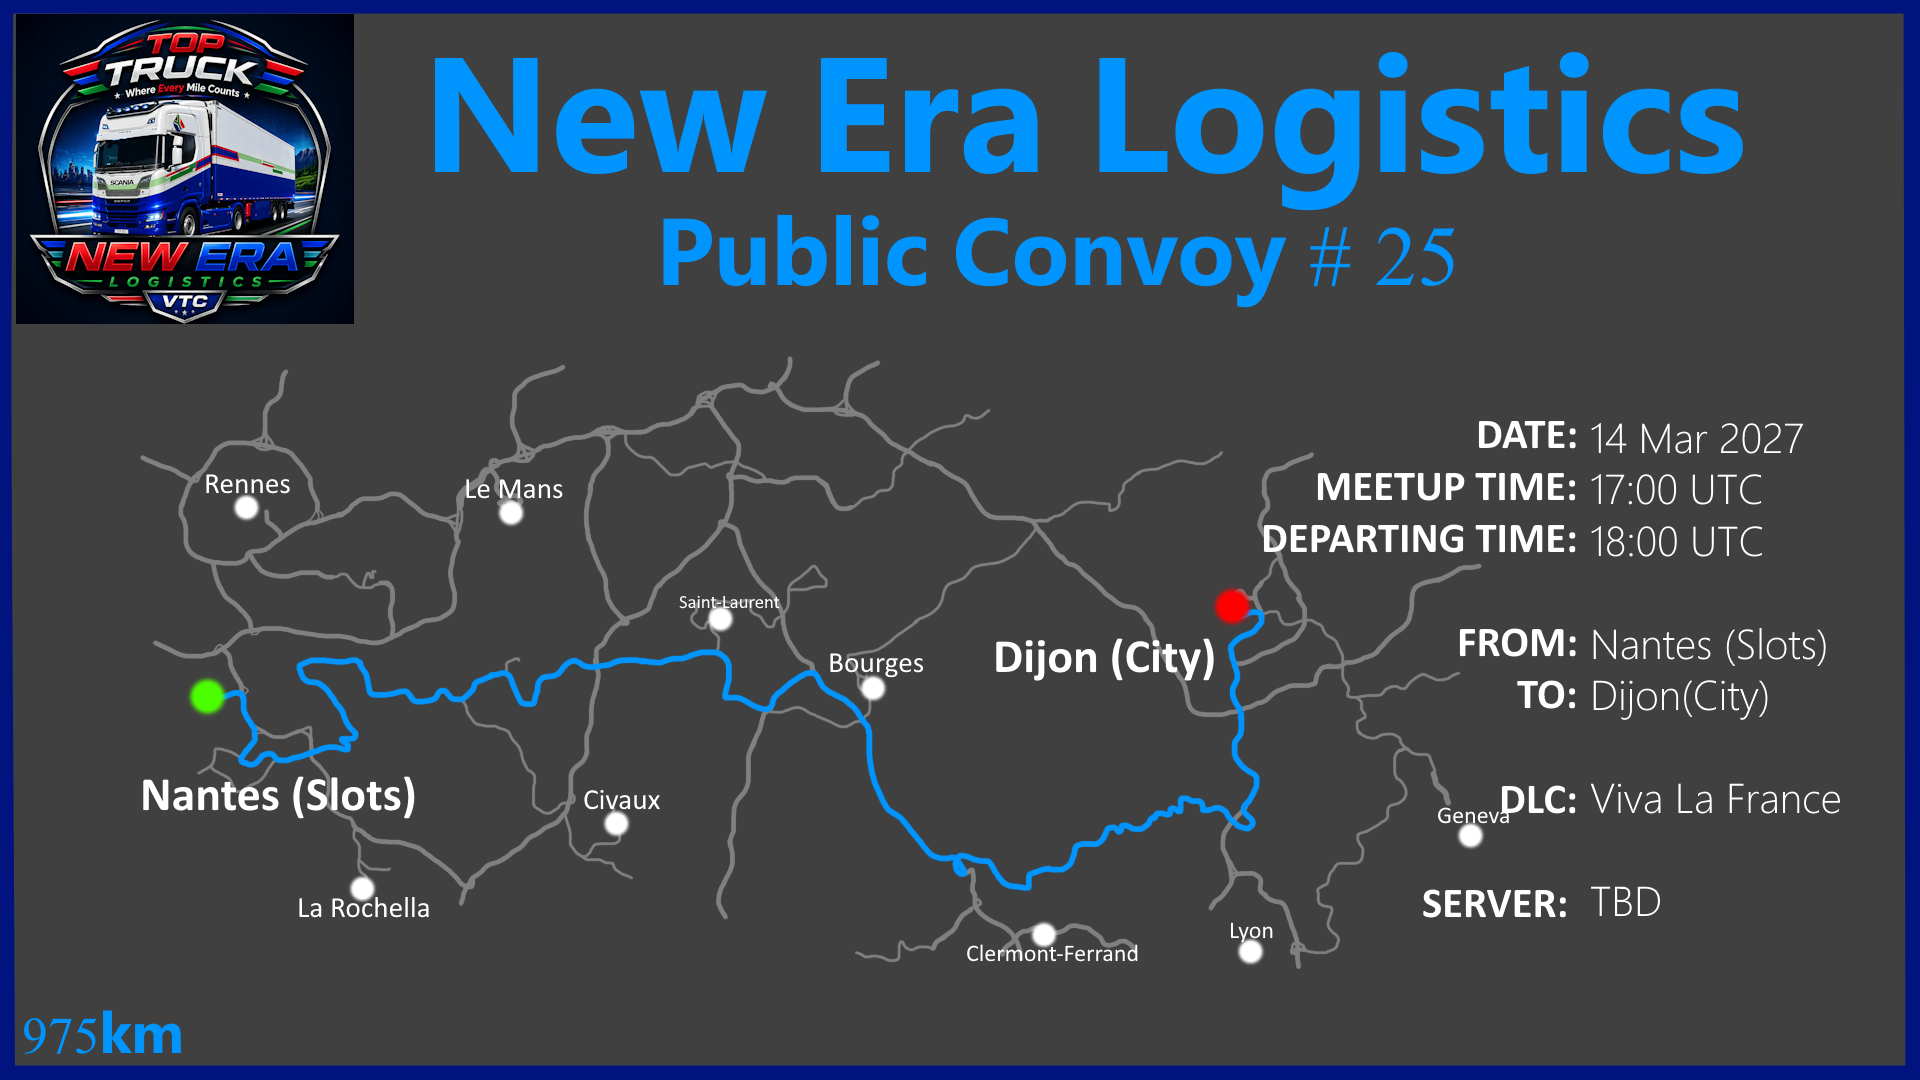 TOP
TRUCK
Where Every Mile Counts
SCANIA
NEW ERA
LOGISTICS
VTC
New Era Logistics
Public Convoy # 25
DATE: 14 Mar 2027
MEETUP TIME: 17:00 UTC
DEPARTING TIME: 18:00 UTC
FROM: Nantes (Slots)
TO: Dijon(City)
DLC: Viva La France
SERVER: TBD
Rennes
Le Mans
Saint-Laurent
Bourges
Dijon (City)
Nantes (Slots)
Civaux
Geneva
La Rochella
Clermont-Ferrand
Lyon
975km